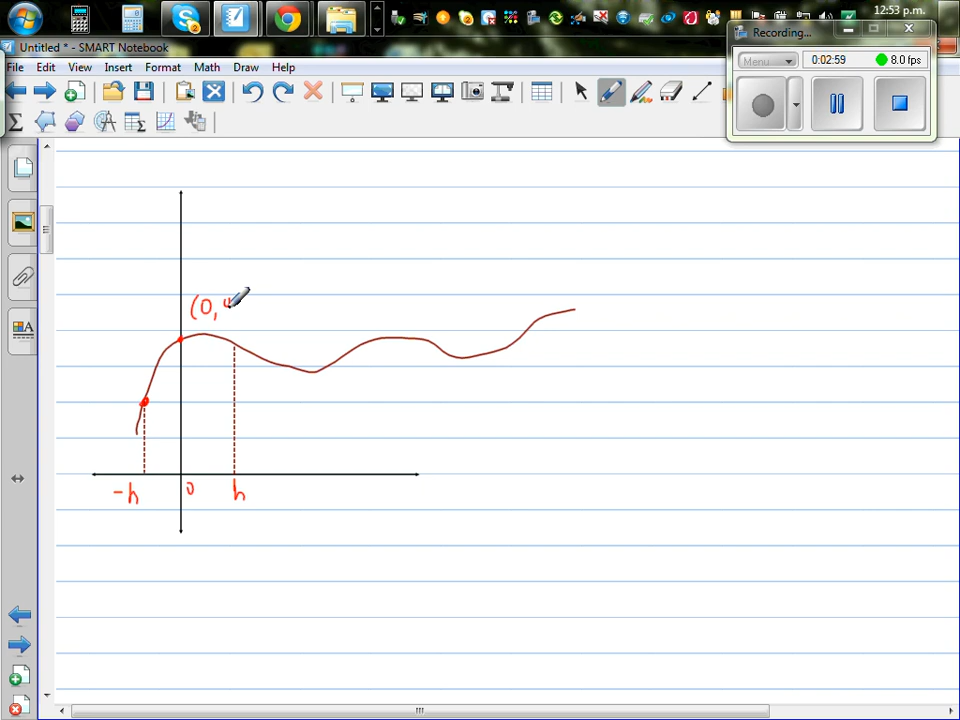 12:53 p.m.
Untitled * - SMART Notebook
Recording...
File Edit View Insert Format Math Draw Help
Menu 0:02:59 8.0 fps
(0,
-h 0 h